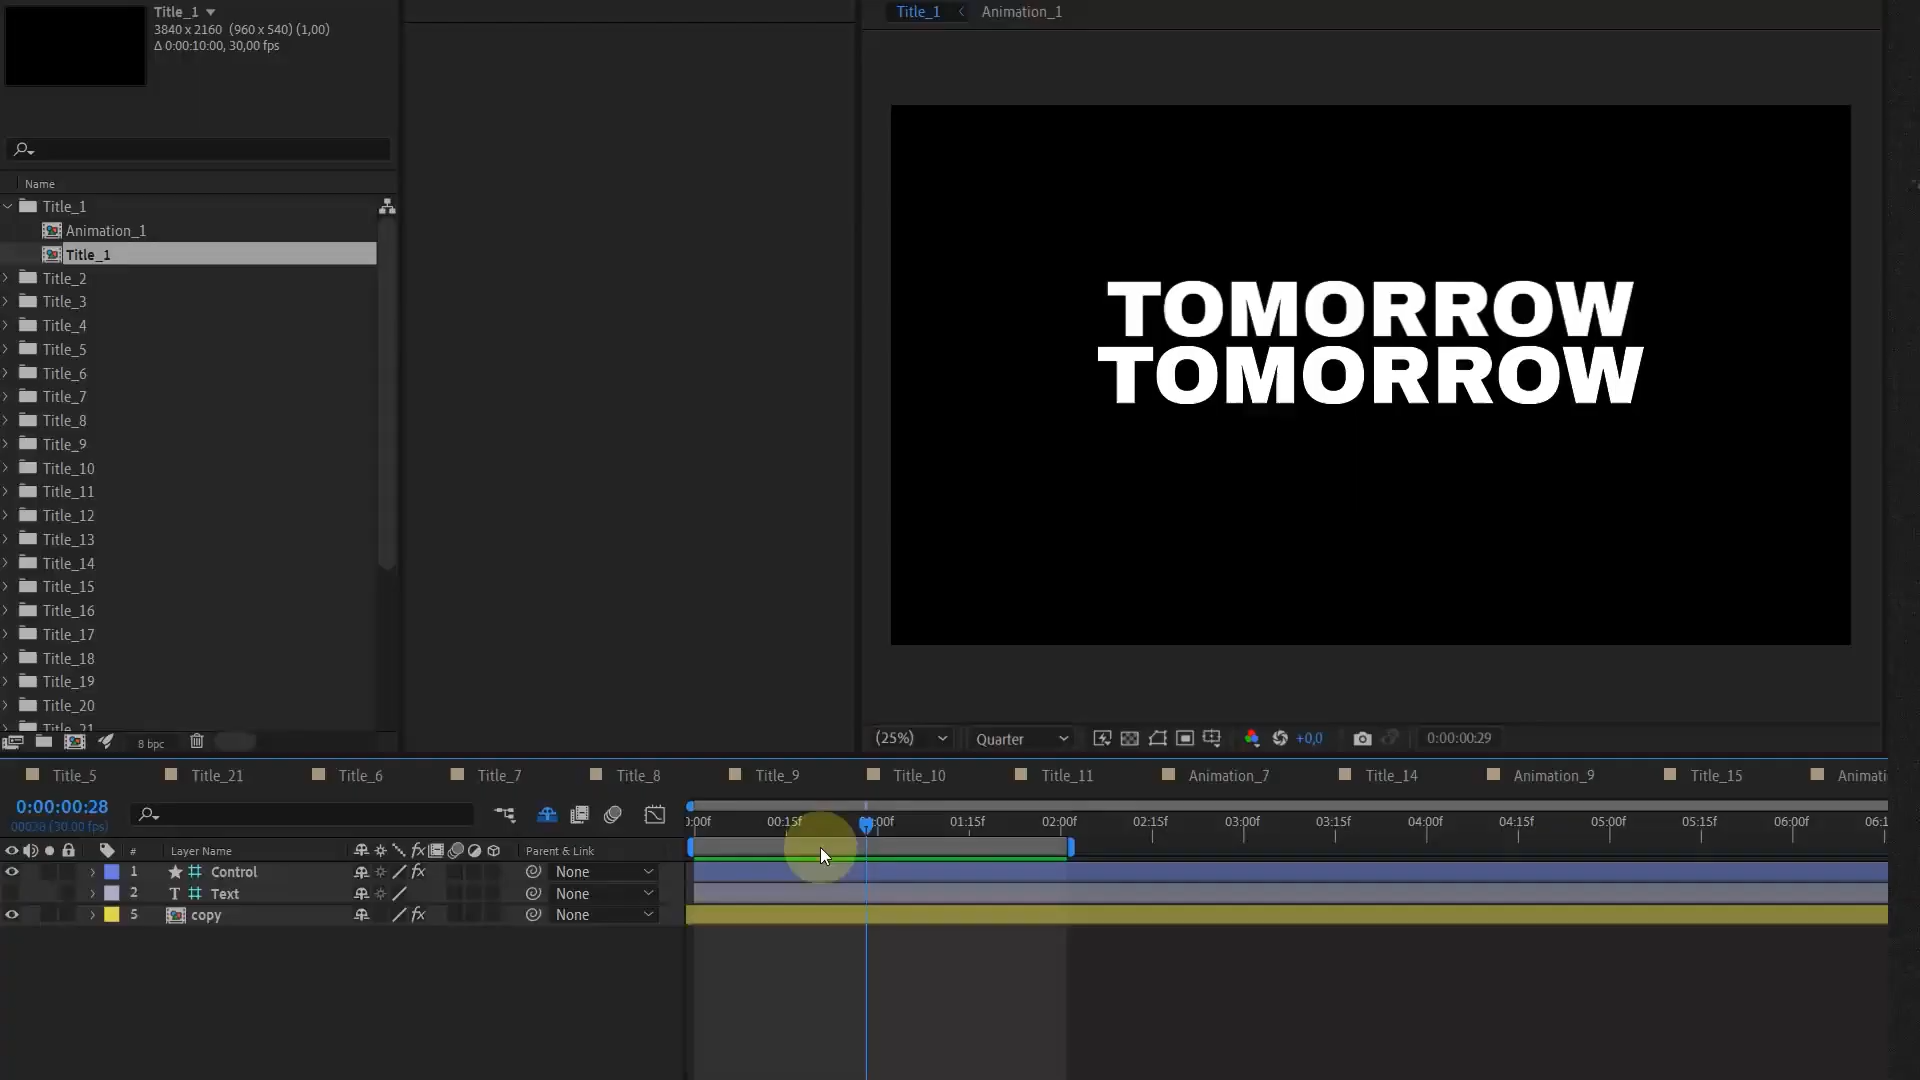 Title_1
3840 x 2160 (960 x 540) (1,00)
Δ 0:00:10:00, 30,00 fps
Name
Title_1
Animation_1
Title_1
Title_2
Title_3
Title_4
Title_5
Title_6
Title_7
Title_8
Title_9
Title_10
Title_11
Title_12
Title_13
Title_14
Title_15
Title_16
Title_17
Title_18
Title_19
Title_20
Title_21
8 bpc
Title_1 < Animation_1
TOMORROW
TOMORROW
(25%) Quarter +0,0 0:00:00:29
Title_5 Title_21 Title_6 Title_7 Title_8 Title_9 Title_10 Title_11 Animation_7 Title_14 Animation_9 Title_15 Animati
0:00:00:28
(30.00 fps)
00:15f 01:15f 02:00f 02:15f 03:00f 03:15f 04:00f 04:15f 05:00f 05:15f 06:00f
# Layer Name fx Parent & Link
1 Control fx None
2 T Text None
5 copy fx None